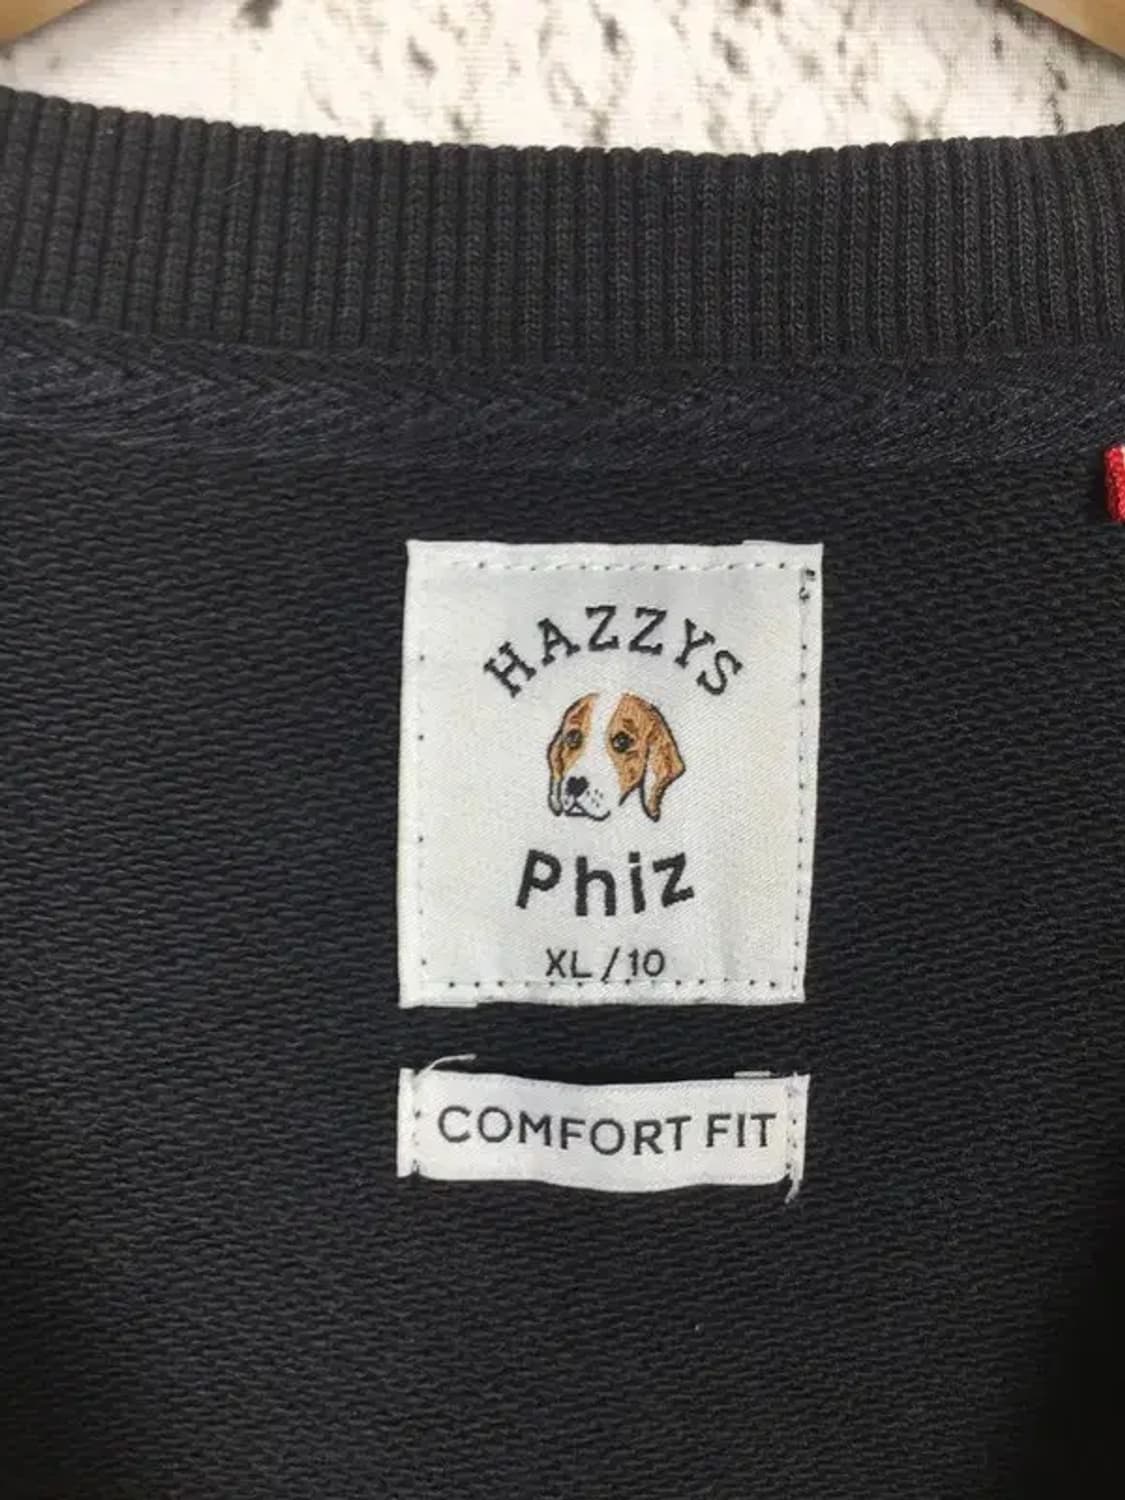 HAZZYS
Phiz
XL/10
COMFORT FIT